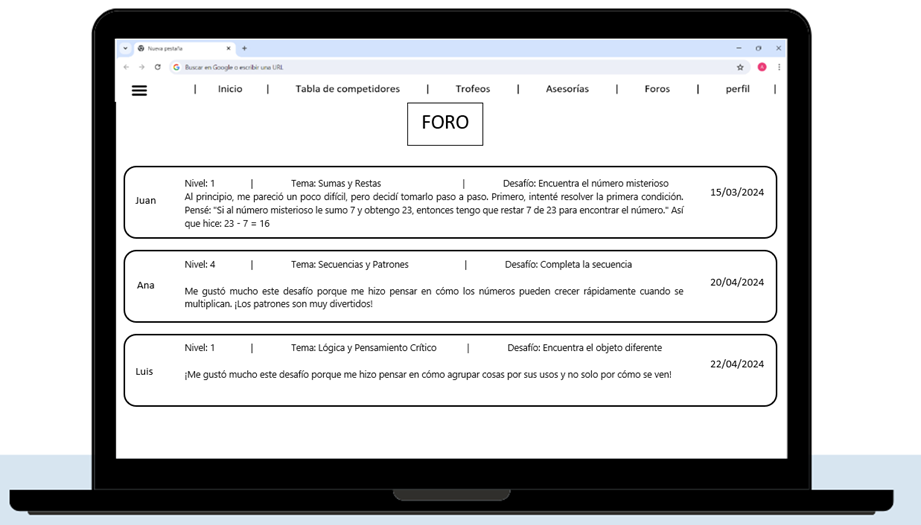 Nueva pestaña
Buscar en Google o escribir una URL
| Inicio | Tabla de competidores | Trofeos | Asesorías | Foros | perfil |
FORO
Juan
Nivel: 1 | Tema: Sumas y Restas | Desafío: Encuentra el número misterioso
Al principio, me pareció un poco difícil, pero decidí tomarlo paso a paso. Primero, intenté resolver la primera condición.
Pensé: "Si al número misterioso le sumo 7 y obtengo 23, entonces tengo que restar 7 de 23 para encontrar el número." Así
que hice: 23 - 7 = 16
15/03/2024
Ana
Nivel: 4 | Tema: Secuencias y Patrones | Desafío: Completa la secuencia
Me gustó mucho este desafío porque me hizo pensar en cómo los números pueden crecer rápidamente cuando se
multiplican. ¡Los patrones son muy divertidos!
20/04/2024
Luis
Nivel: 1 | Tema: Lógica y Pensamiento Crítico | Desafío: Encuentra el objeto diferente
¡Me gustó mucho este desafío porque me hizo pensar en cómo agrupar cosas por sus usos y no solo por cómo se ven!
22/04/2024